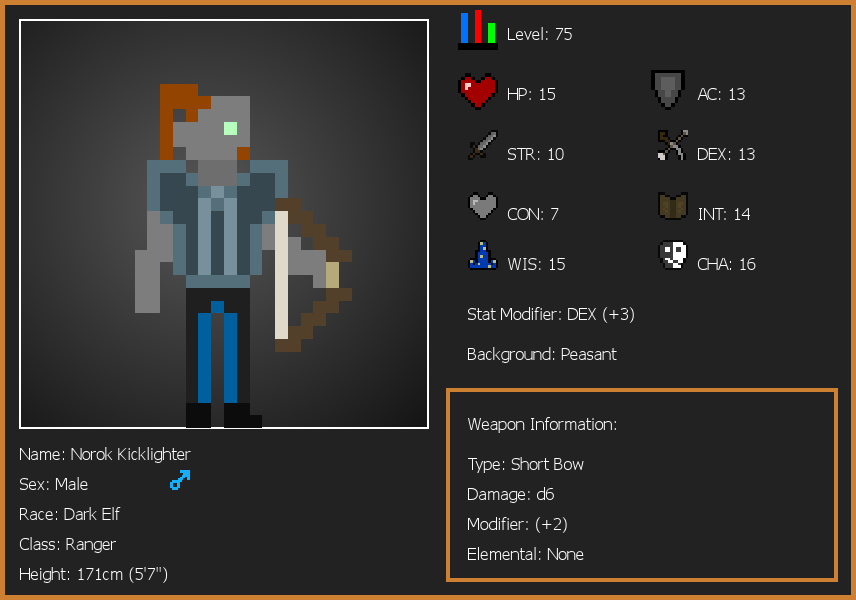 Level: 75
HP: 15
AC: 13
STR: 10
DEX: 13
CON: 7
INT: 14
WIS: 15
CHA: 16
Stat Modifier: DEX (+3)
Background: Peasant
Weapon Information:
Type: Short Bow
Damage: d6
Modifier: (+2)
Elemental: None
Name: Norok Kicklighter
Sex: Male
Race: Dark Elf
Class: Ranger
Height: 171cm (5'7")